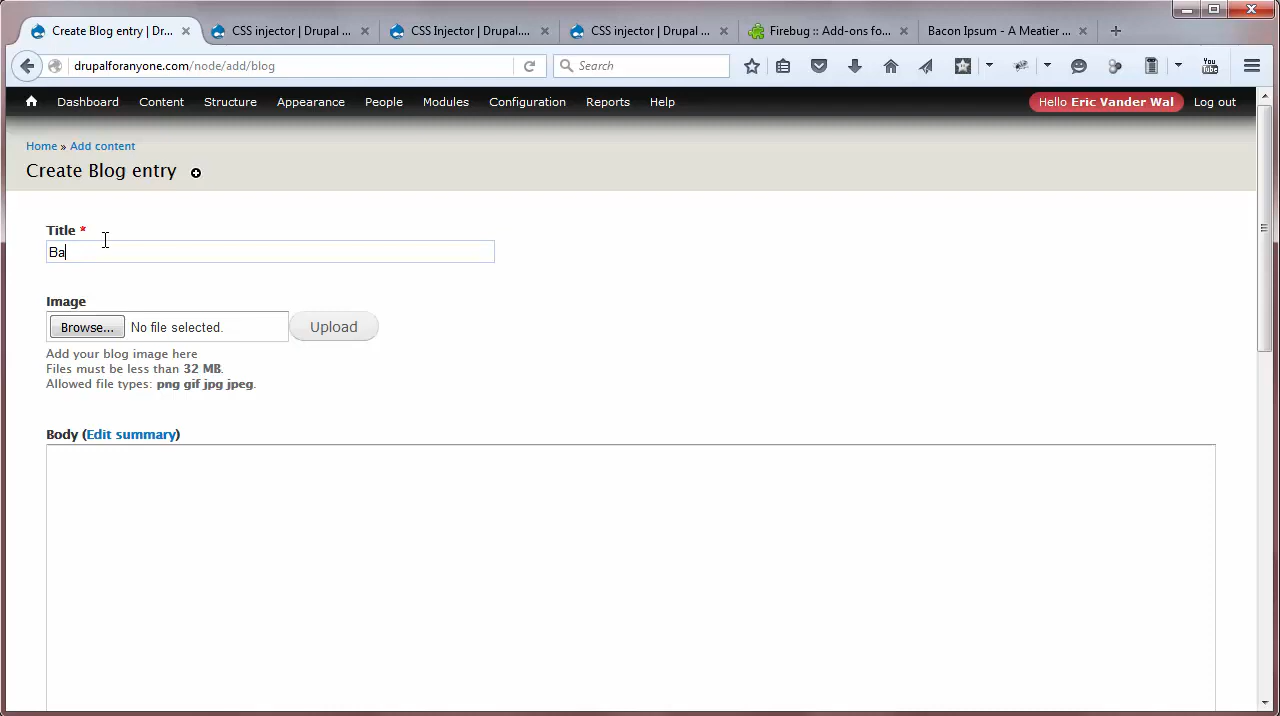 Create Blog entry | Dr...
CSS injector | Drupal ...
CSS Injector | Drupal....
CSS injector | Drupal ...
Firebug :: Add-ons fo...
Bacon Ipsum - A Meatier ...
drupalforanyone.com/node/add/blog
Search
You Tube
Dashboard Content Structure Appearance People Modules Configuration Reports Help
Hello Eric Vander Wal
Log out
Home » Add content
Create Blog entry
Title *
Ba
Image
Browse... No file selected.
Upload
Add your blog image here
Files must be less than 32 MB.
Allowed file types: png gif jpg jpeg.
Body (Edit summary)